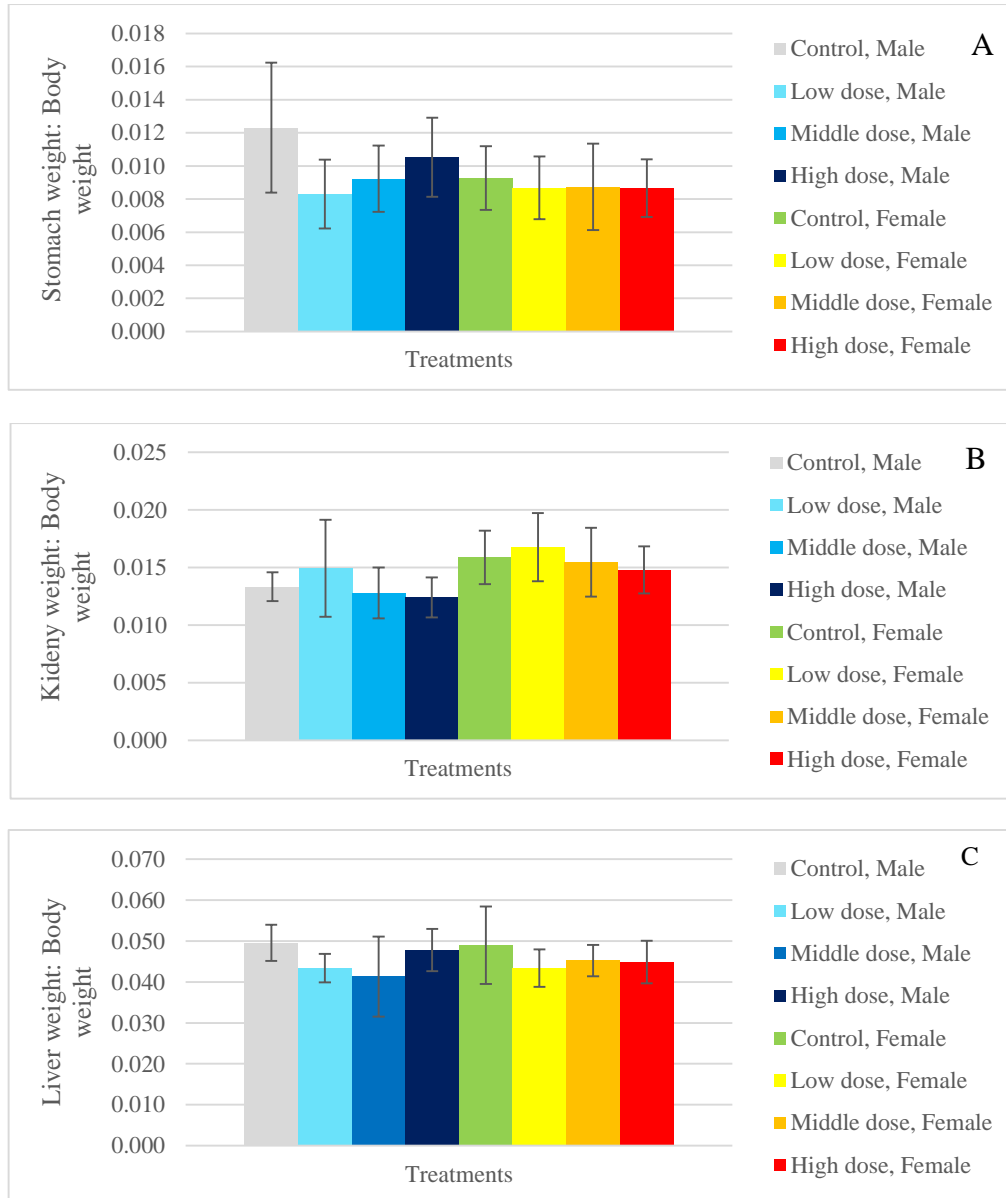 A
Stomach weight: Body
weight
0.018
0.016
0.014
0.012
0.010
0.008
0.006
0.004
0.002
0.000
Treatments
Control, Male
Low dose, Male
Middle dose, Male
High dose, Male
Control, Female
Low dose, Female
Middle dose, Female
High dose, Female
B
Kideny weight: Body
weight
0.025
0.020
0.015
0.010
0.005
0.000
Treatments
Control, Male
Low dose, Male
Middle dose, Male
High dose, Male
Control, Female
Low dose, Female
Middle dose, Female
High dose, Female
C
Liver weight: Body
weight
0.070
0.060
0.050
0.040
0.030
0.020
0.010
0.000
Treatments
Control, Male
Low dose, Male
Middle dose, Male
High dose, Male
Control, Female
Low dose, Female
Middle dose, Female
High dose, Female